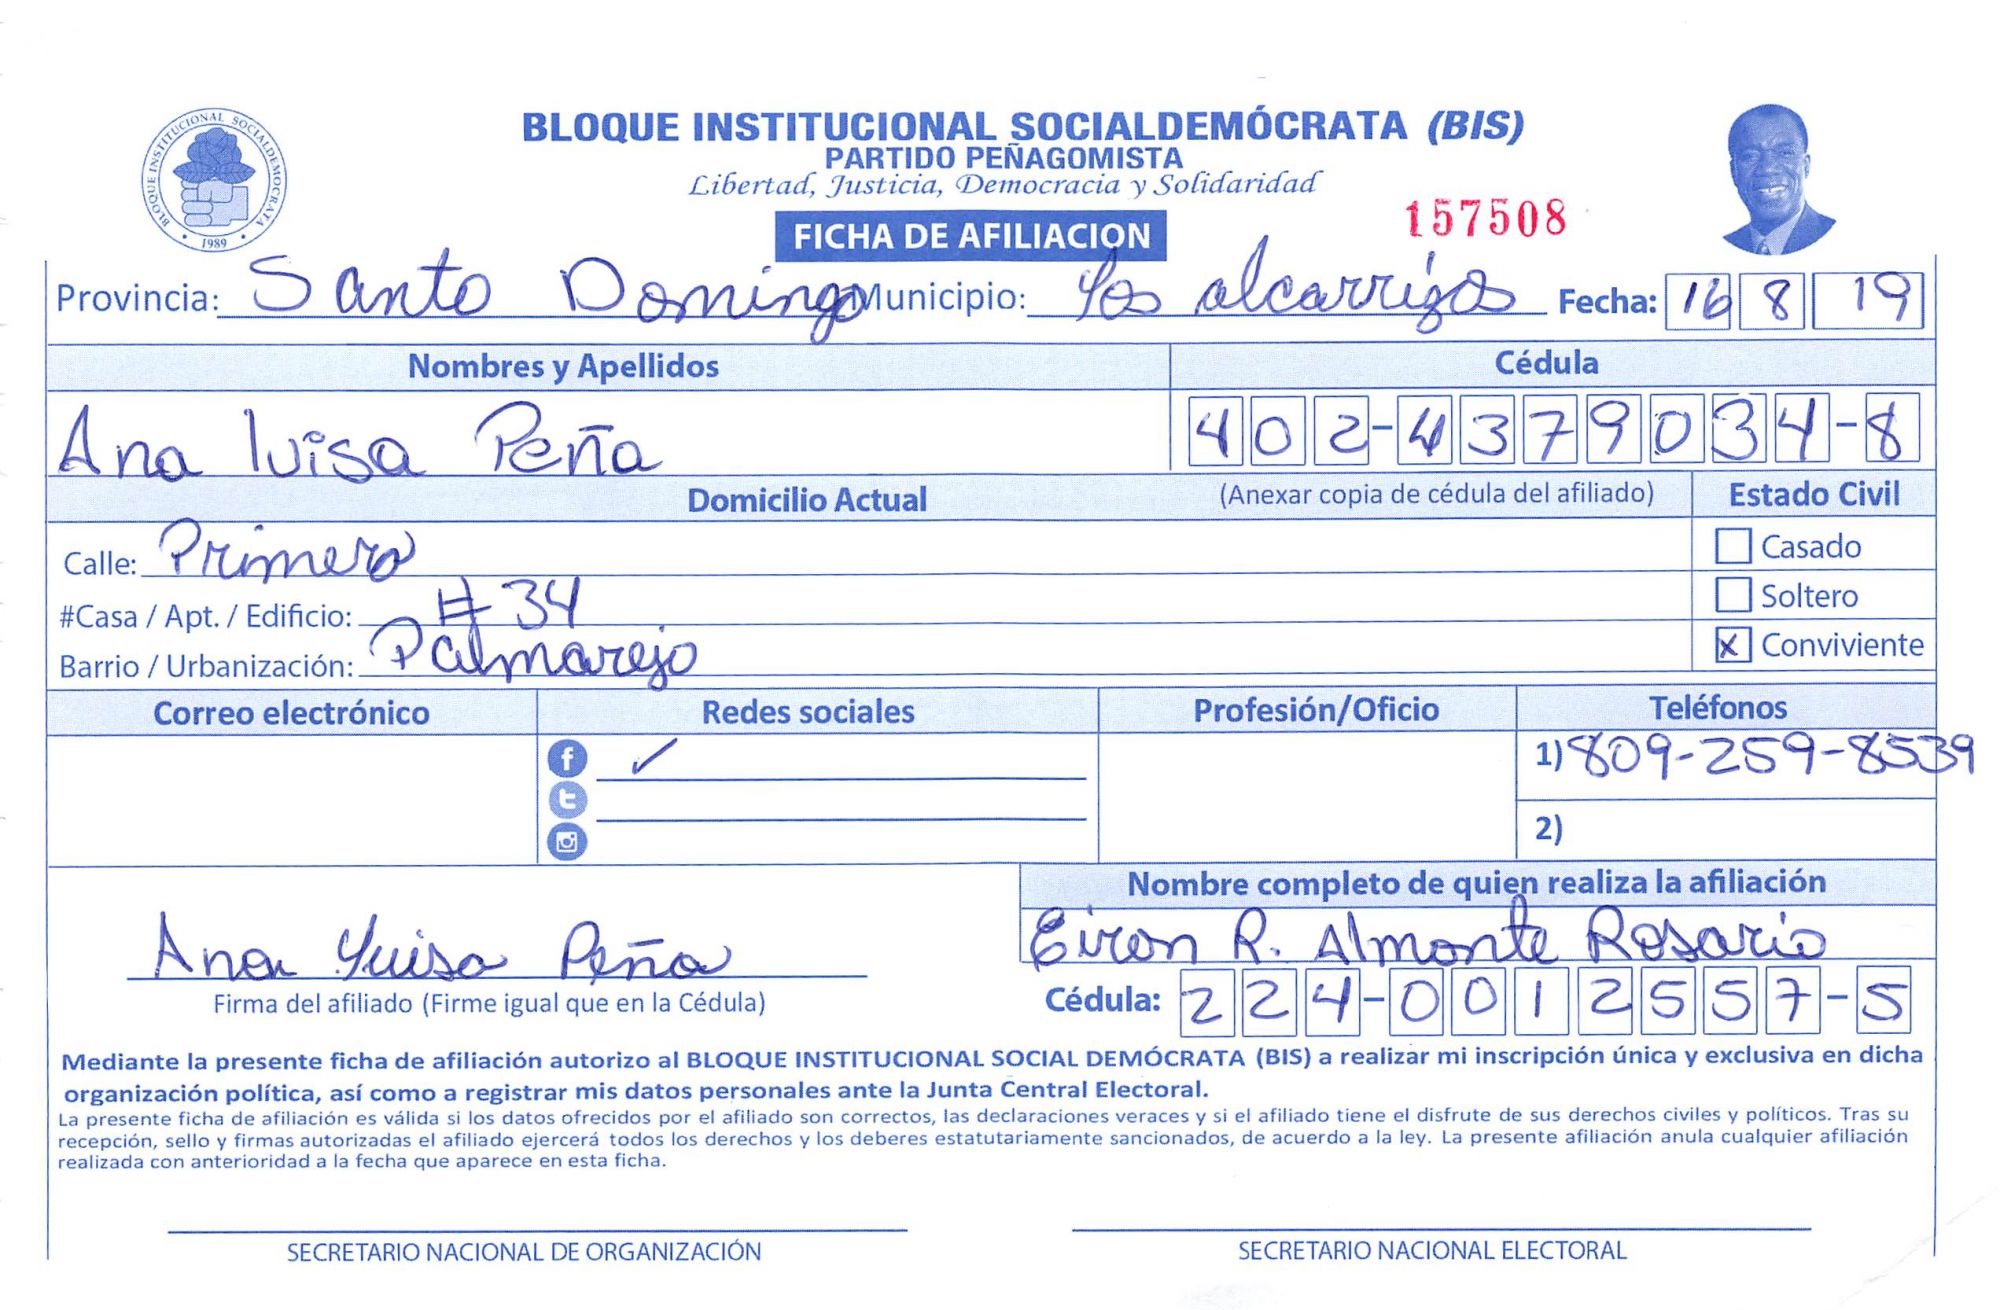 BLOQUE INSTITUCIONAL SOCIALDEMOCRATA
1989
BLOQUE INSTITUCIONAL SOCIALDEMÓCRATA (BIS)
PARTIDO PEÑAGOMISTA
Libertad, Justicia, Democracia y Solidaridad
FICHA DE AFILIACION
157508
Provincia: Santo Domingo Municipio: Los alcarrizos Fecha: 16 8 19
Nombres y Apellidos Cédula
Ana luisa Peña 402-4379034-8
Domicilio Actual (Anexar copia de cédula del afiliado) Estado Civil
Calle: Primera Casado
#Casa / Apt. / Edificio: # 34 Soltero
Barrio / Urbanización: Palmarejo x Conviviente
Correo electrónico Redes sociales Profesión/Oficio Teléfonos
f ✓ 1) 809-259-8539
t
2)
Nombre completo de quien realiza la afiliación
Ana Luisa Peña Eiron R. Almonte Rosario
Firma del afiliado (Firme igual que en la Cédula) Cédula: 224-0012557-5
Mediante la presente ficha de afiliación autorizo al BLOQUE INSTITUCIONAL SOCIAL DEMÓCRATA (BIS) a realizar mi inscripción única y exclusiva en dicha
organización política, así como a registrar mis datos personales ante la Junta Central Electoral.
La presente ficha de afiliación es válida si los datos ofrecidos por el afiliado son correctos, las declaraciones veraces y si el afiliado tiene el disfrute de sus derechos civiles y políticos. Tras su
recepción, sello y firmas autorizadas el afiliado ejercerá todos los derechos y los deberes estatutariamente sancionados, de acuerdo a la ley. La presente afiliación anula cualquier afiliación
realizada con anterioridad a la fecha que aparece en esta ficha.
SECRETARIO NACIONAL DE ORGANIZACIÓN SECRETARIO NACIONAL ELECTORAL